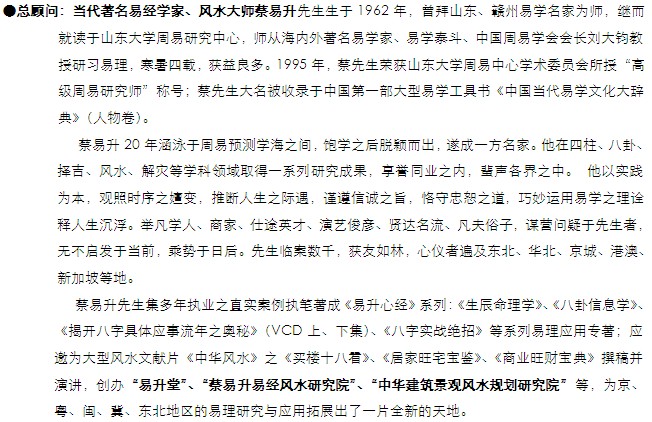 ●总顾问：当代著名易经学家、风水大师蔡易升先生生于 1962 年，曾拜山东、赣州易学名家为师，继而
就读于山东大学周易研究中心，师从海内外著名易学家、易学泰斗、中国周易学会会长刘大钧教
授研习易理，寒暑四载，获益良多。1995 年，蔡先生荣获山东大学周易中心学术委员会所授“高
级周易研究师”称号；蔡先生大名被收录于中国第一部大型易学工具书《中国当代易学文化大辞
典》（人物卷）。
蔡易升 20 年涵泳于周易预测学海之间，饱学之后脱颖而出，遂成一方名家。他在四柱、八卦、
择吉、风水、解灾等学科领域取得一系列研究成果，享誉同业之内，蜚声各界之中。 他以实践
为本，观照时序之嬗变，推断人生之际遇，谨遵信诚之旨，恪守忠恕之道，巧妙运用易学之理诠
释人生沉浮。举凡学人、商家、仕途英才、演艺俊彦、贤达名流、凡夫俗子，谋营问疑于先生者，
无不启发于当前，乘势于日后。先生临案数千，获友如林，心仪者遍及东北、华北、京城、港澳、
新加坡等地。
蔡易升先生集多年执业之真实案例执笔著成《易升心经》系列：《生辰命理学》、《八卦信息学》、
《揭开八字具体应事流年之奥秘》（VCD 上、下集）、《八字实战绝招》等系列易理应用专著；应
邀为大型风水文献片《中华风水》之《买楼十八看》、《居家旺宅宝鉴》、《商业旺财宝典》撰稿并
演讲，创办“易升堂”、“蔡易升易经风水研究院”、“中华建筑景观风水规划研究院”等，为京、
粤、闽、冀、东北地区的易理研究与应用拓展出了一片全新的天地。